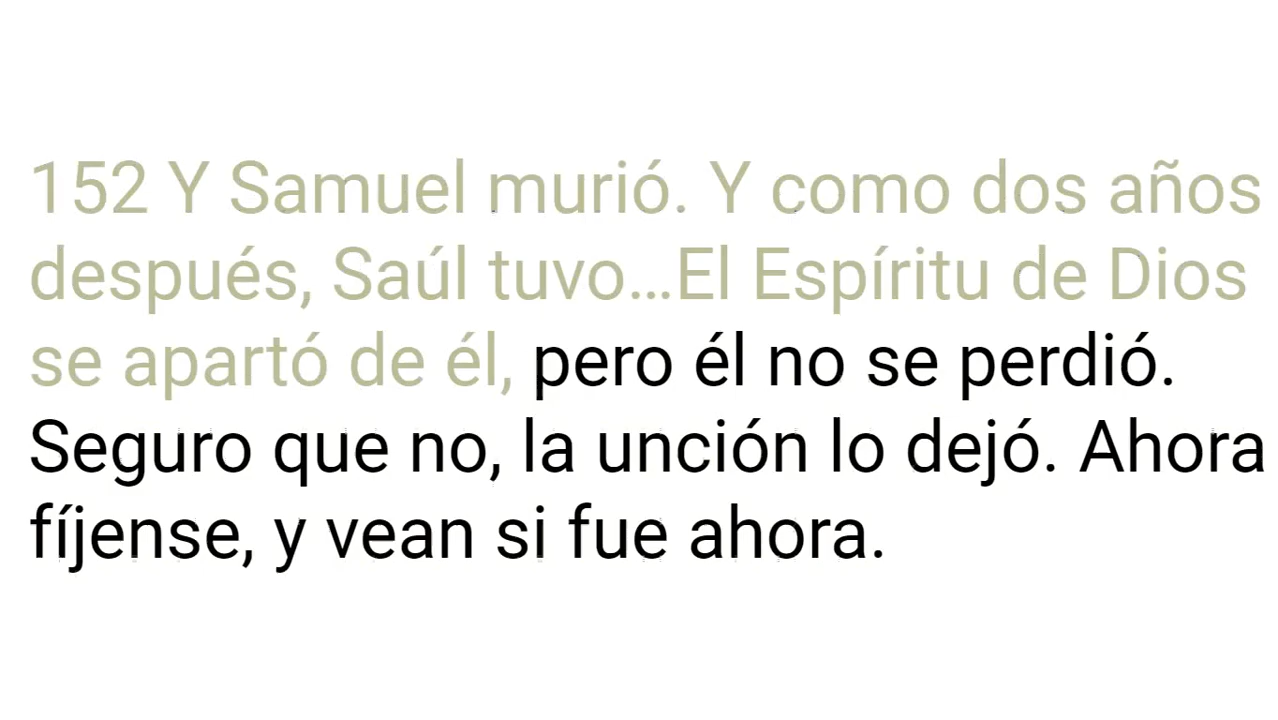 152 Y Samuel murió. Y como dos años
después, Saúl tuvo…El Espíritu de Dios
se apartó de él, pero él no se perdió.
Seguro que no, la unción lo dejó. Ahora
fíjense, y vean si fue ahora.